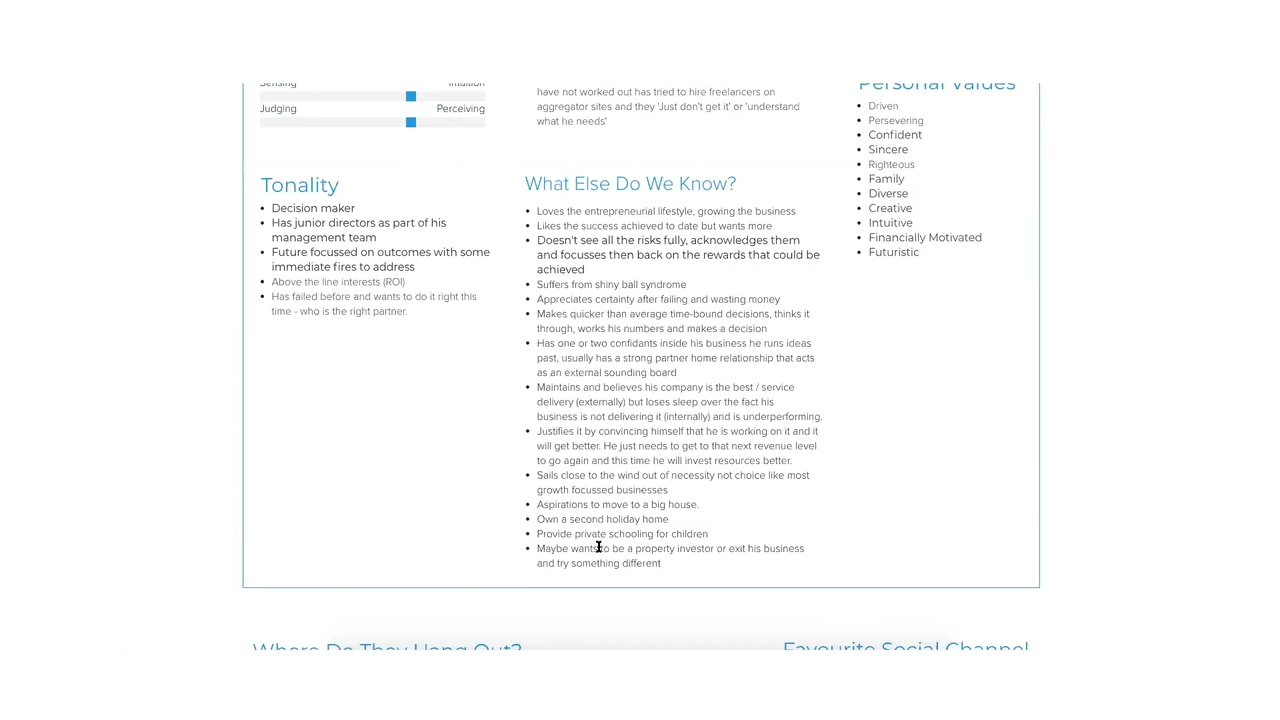 Sensing Intuition
Judging Perceiving
have not worked out has tried to hire freelancers on
aggregator sites and they 'Just don't get it' or 'understand
what he needs'
Personal Values
• Driven
• Persevering
• Confident
• Sincere
• Righteous
• Family
• Diverse
• Creative
• Intuitive
• Financially Motivated
• Futuristic
Tonality
• Decision maker
• Has junior directors as part of his
management team
• Future focussed on outcomes with some
immediate fires to address
• Above the line interests (ROI)
• Has failed before and wants to do it right this
time - who is the right partner.
What Else Do We Know?
• Loves the entrepreneurial lifestyle, growing the business
• Likes the success achieved to date but wants more
• Doesn't see all the risks fully, acknowledges them
and focusses then back on the rewards that could be
achieved
• Suffers from shiny ball syndrome
• Appreciates certainty after failing and wasting money
• Makes quicker than average time-bound decisions, thinks it
through, works his numbers and makes a decision
• Has one or two confidants inside his business he runs ideas
past, usually has a strong partner home relationship that acts
as an external sounding board
• Maintains and believes his company is the best / service
delivery (externally) but loses sleep over the fact his
business is not delivering it (internally) and is underperforming.
• Justifies it by convincing himself that he is working on it and it
will get better. He just needs to get to that next revenue level
to go again and this time he will invest resources better.
• Sails close to the wind out of necessity not choice like most
growth focussed businesses
• Aspirations to move to a big house.
• Own a second holiday home
• Provide private schooling for children
• Maybe wants to be a property investor or exit his business
and try something different
Where Do They Hang Out?
Favourite Social Channel